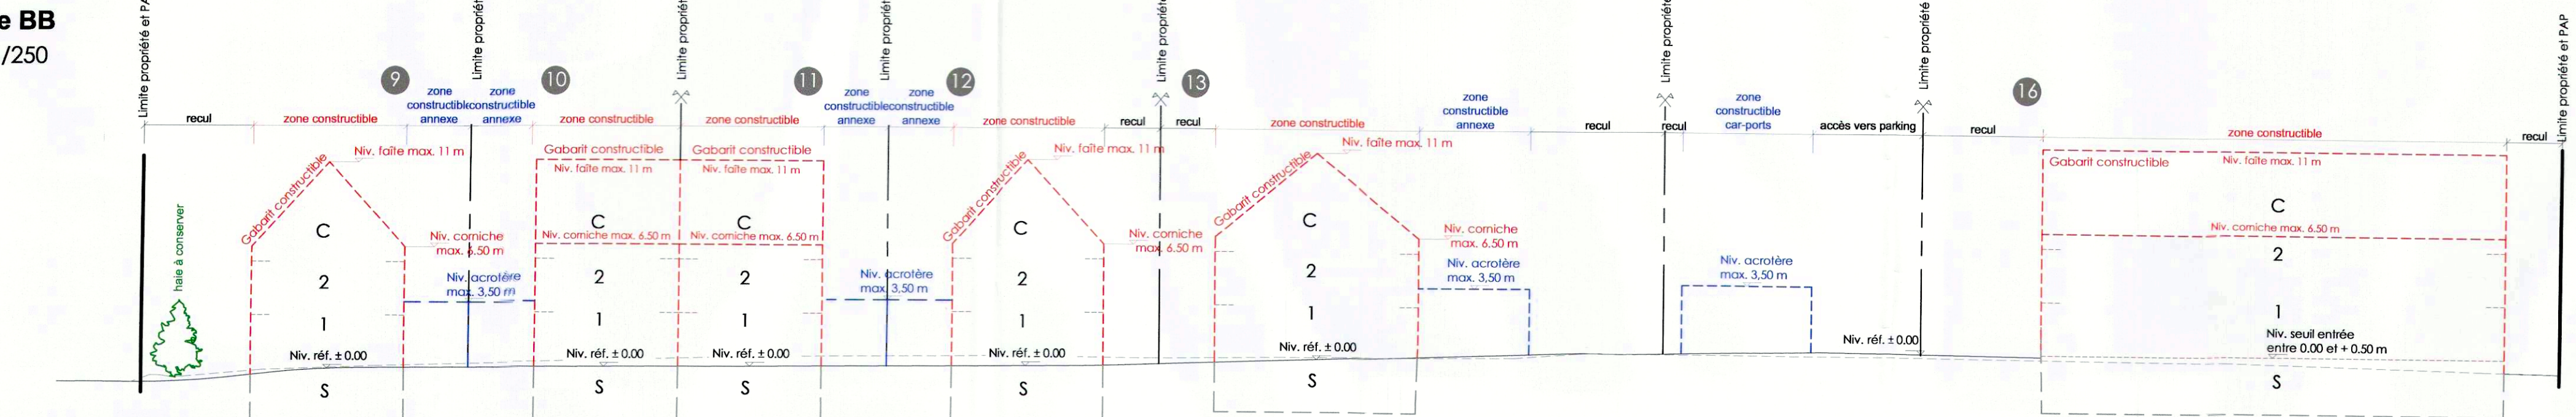 e BB
/250
Limite propriété et PA
Limite propriét
Limite propriét
Limite propriét
Limite propriét
Limite propriété
Limite propriété
Limite propriété et PAP
9
10
11
12
13
16
recul
zone constructible
zone
constructible
annexe
zone
constructible
annexe
zone constructible
zone constructible
zone
constructible
annexe
zone
constructible
annexe
zone constructible
recul
recul
zone constructible
zone
constructible
annexe
recul
recul
zone
constructible
car-ports
accès vers parking
recul
zone constructible
recul
haie à conserver
Gabarit constructible
Niv. faîte max. 11 m
C
Niv. corniche
max. 6.50 m
2
1
Niv. réf. ± 0.00
S
Niv. acrotère
max. 3,50 m
Gabarit constructible
Niv. faîte max. 11 m
C
Niv. corniche max. 6.50 m
2
1
Niv. réf. ± 0.00
S
Gabarit constructible
Niv. faîte max. 11 m
C
Niv. corniche max. 6.50 m
2
1
Niv. réf. ± 0.00
S
Niv. acrotère
max. 3,50 m
Gabarit constructible
Niv. faîte max. 11 m
C
Niv. corniche
max. 6.50 m
2
1
Niv. réf. ± 0.00
S
Gabarit constructible
Niv. faîte max. 11 m
C
Niv. corniche
max. 6.50 m
2
1
Niv. réf. ± 0.00
S
Niv. acrotère
max. 3,50 m
Niv. acrotère
max. 3,50 m
Niv. réf. ± 0.00
Gabarit constructible
Niv. faîte max. 11 m
C
Niv. corniche max. 6.50 m
2
1
Niv. seuil entrée
entre 0.00 et + 0.50 m
S